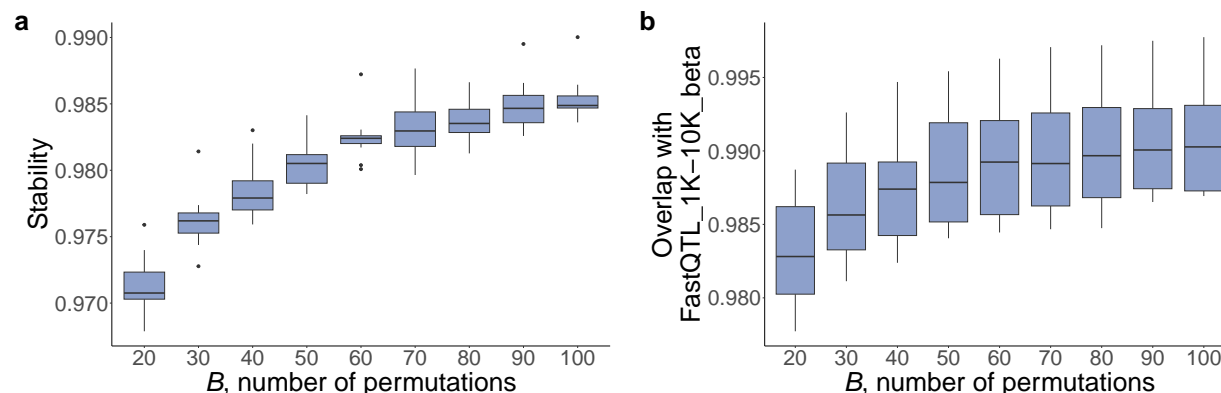 a
Stability
0.990
0.985
0.980
0.975
0.970
20 30 40 50 60 70 80 90 100
B, number of permutations
b
Overlap with
FastQTL_1K−10K_beta
0.995
0.990
0.985
0.980
20 30 40 50 60 70 80 90 100
B, number of permutations